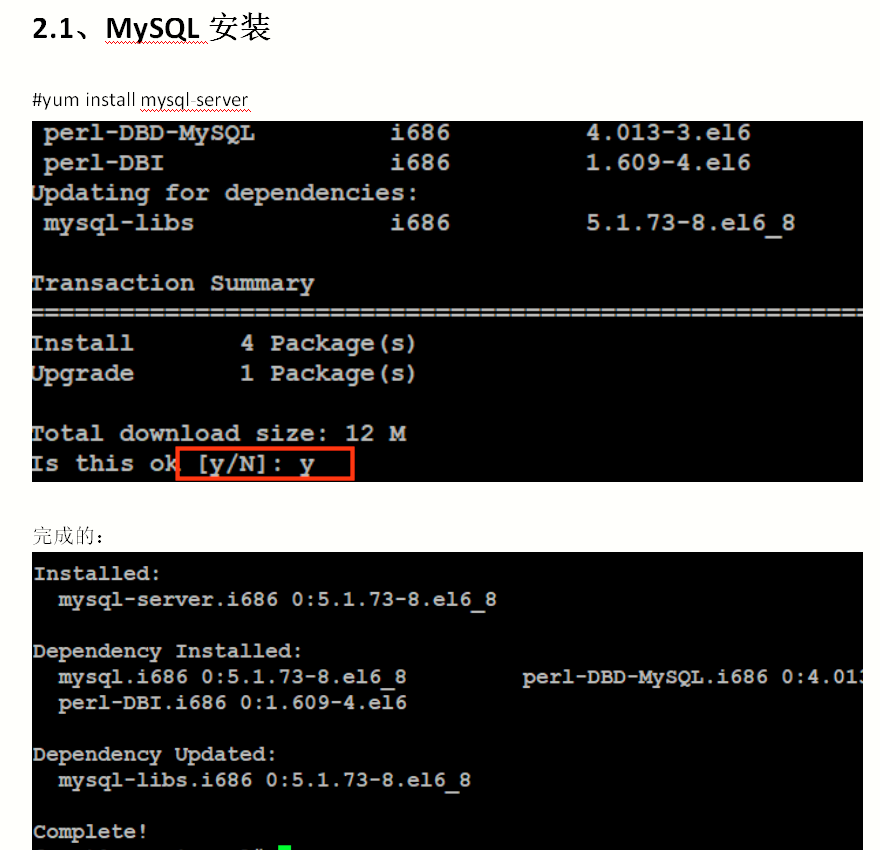 2.1、MySQL 安装
#yum install mysql-server
perl-DBD-MySQL i686 4.013-3.el6
perl-DBI i686 1.609-4.el6
Updating for dependencies:
mysql-libs i686 5.1.73-8.el6_8
Transaction Summary
================================================================
Install 4 Package(s)
Upgrade 1 Package(s)
Total download size: 12 M
Is this ok [y/N]: y
完成的：
Installed:
mysql-server.i686 0:5.1.73-8.el6_8
Dependency Installed:
mysql.i686 0:5.1.73-8.el6_8 perl-DBD-MySQL.i686 0:4.013
perl-DBI.i686 0:1.609-4.el6
Dependency Updated:
mysql-libs.i686 0:5.1.73-8.el6_8
Complete!